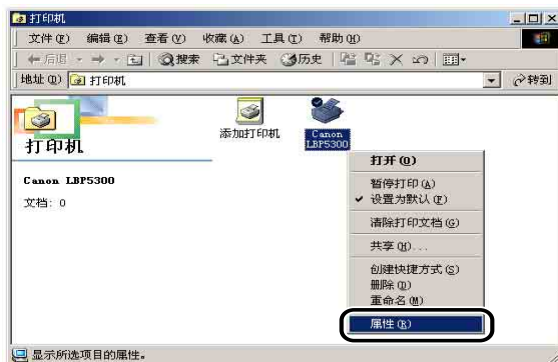 打印机
文件(F) 编辑(E) 查看(V) 收藏(A) 工具(T) 帮助(H)
后退 搜索 文件夹 历史
地址(D) 打印机 转到
添加打印机
Canon
LBP5300
打印机
Canon LBP5300
文档: 0
打开(O)
暂停打印(A)
设置为默认(F)
清除打印文档(G)
共享(H)...
创建快捷方式(S)
删除(D)
重命名(M)
属性(R)
显示所选项目的属性。